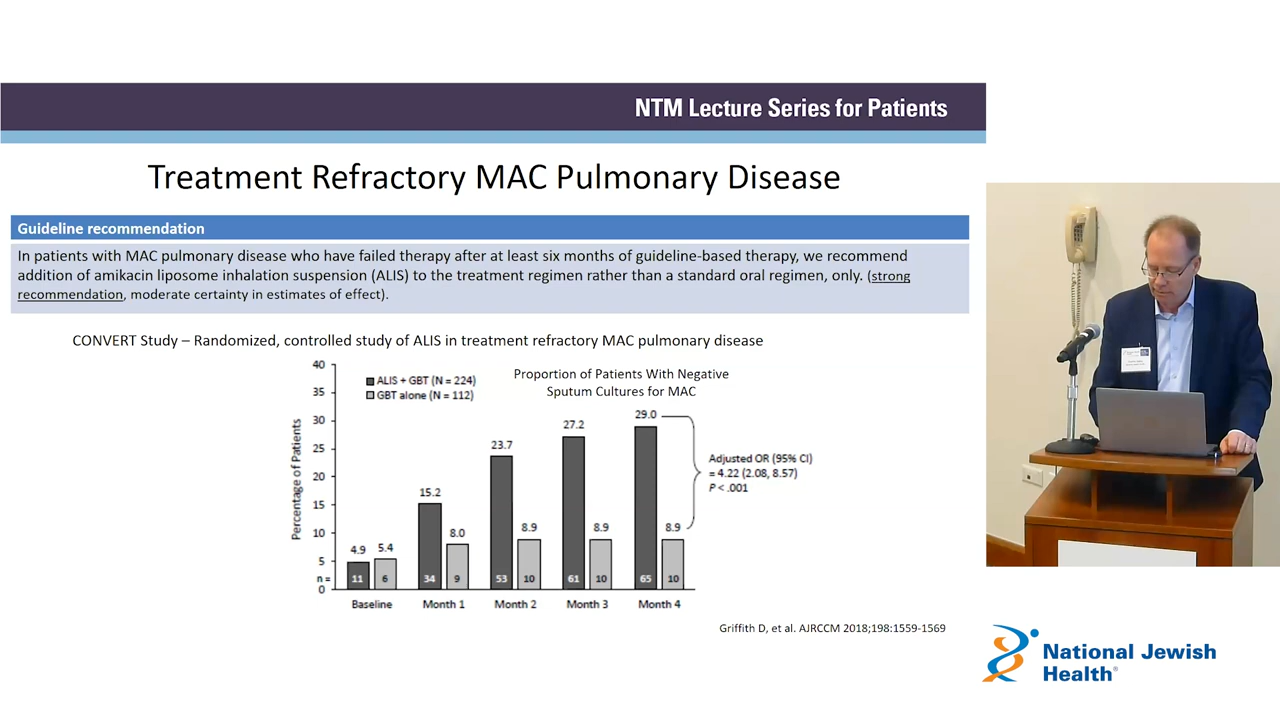 NTM Lecture Series for Patients
Treatment Refractory MAC Pulmonary Disease
Guideline recommendation
In patients with MAC pulmonary disease who have failed therapy after at least six months of guideline-based therapy, we recommend
addition of amikacin liposome inhalation suspension (ALIS) to the treatment regimen rather than a standard oral regimen, only. (strong
recommendation, moderate certainty in estimates of effect).
CONVERT Study – Randomized, controlled study of ALIS in treatment refractory MAC pulmonary disease
Proportion of Patients With Negative
Sputum Cultures for MAC
ALIS + GBT (N = 224)
GBT alone (N = 112)
Percentage of Patients
40
35
30
25
20
15
10
5
0
4.9 5.4
15.2 8.0
23.7 8.9
27.2 8.9
29.0 8.9
Adjusted OR (95% CI)
= 4.22 (2.08, 8.57)
P < .001
n = 11 6 34 9 53 10 61 10 65 10
Baseline Month 1 Month 2 Month 3 Month 4
Griffith D, et al. AJRCCM 2018;198:1559-1569
National Jewish
Health®